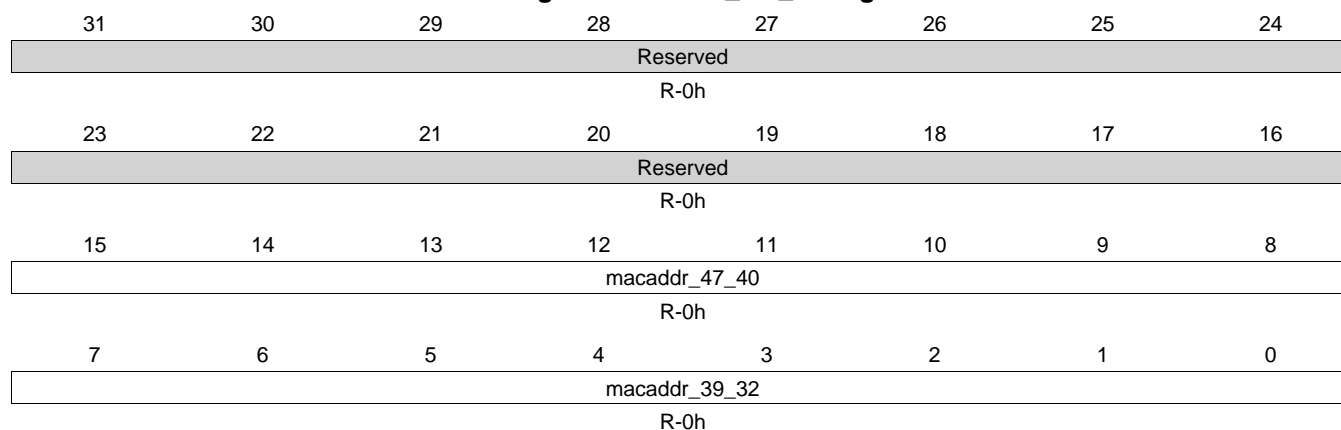 31 30 29 28 27 26 25 24
Reserved
R-0h
23 22 21 20 19 18 17 16
Reserved
R-0h
15 14 13 12 11 10 9 8
macaddr_47_40
R-0h
7 6 5 4 3 2 1 0
macaddr_39_32
R-0h